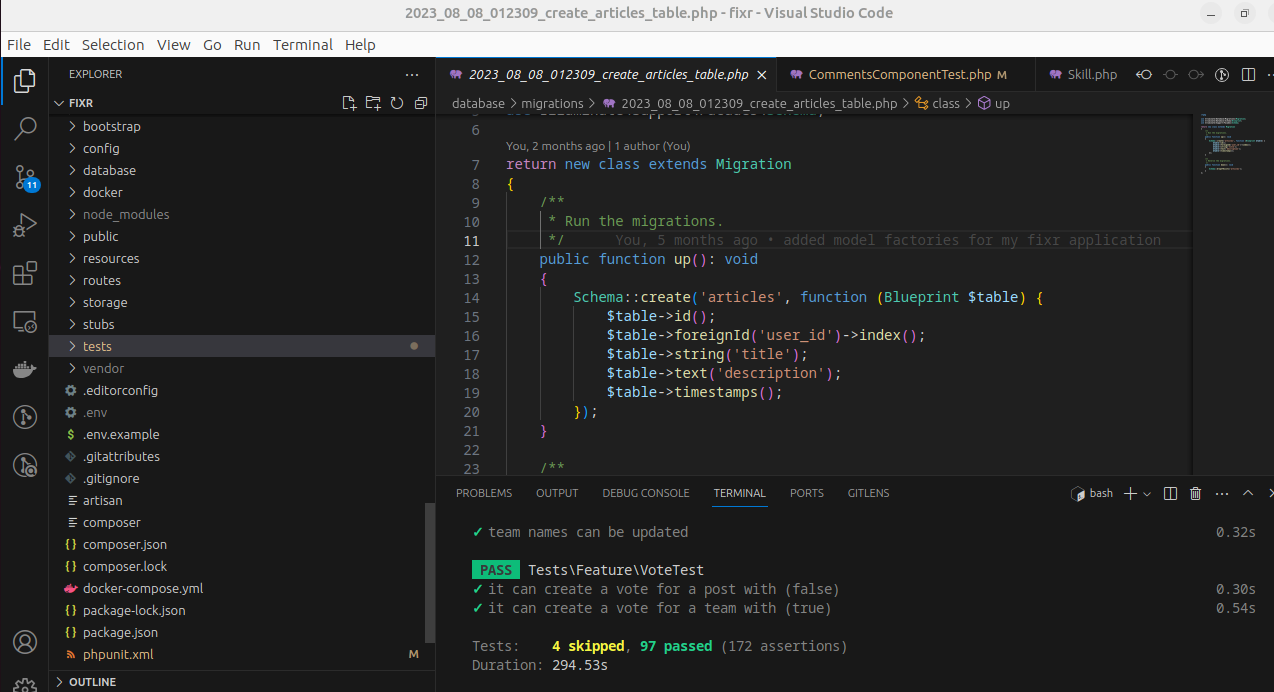 2023_08_08_012309_create_articles_table.php - fixr - Visual Studio Code
File Edit Selection View Go Run Terminal Help
EXPLORER
FIXR
bootstrap
config
database
docker
node_modules
public
resources
routes
storage
stubs
tests
vendor
.editorconfig
.env
$ .env.example
.gitattributes
.gitignore
artisan
composer
{} composer.json
{} composer.lock
docker-compose.yml
{} package-lock.json
{} package.json
phpunit.xml M
OUTLINE
11
2023_08_08_012309_create_articles_table.php CommentsComponentTest.php M Skill.php
database > migrations > 2023_08_08_012309_create_articles_table.php > class > up
6
You, 2 months ago | 1 author (You)
7 return new class extends Migration
8 {
9 /**
10 * Run the migrations.
11 */ You, 5 months ago • added model factories for my fixr application
12 public function up(): void
13 {
14 Schema::create('articles', function (Blueprint $table) {
15 $table->id();
16 $table->foreignId('user_id')->index();
17 $table->string('title');
18 $table->text('description');
19 $table->timestamps();
20 });
21 }
22
23 /**
PROBLEMS OUTPUT DEBUG CONSOLE TERMINAL PORTS GITLENS bash
✓ team names can be updated 0.32s
PASS Tests\Feature\VoteTest
✓ it can create a vote for a post with (false) 0.30s
✓ it can create a vote for a team with (true) 0.54s
Tests: 4 skipped, 97 passed (172 assertions)
Duration: 294.53s